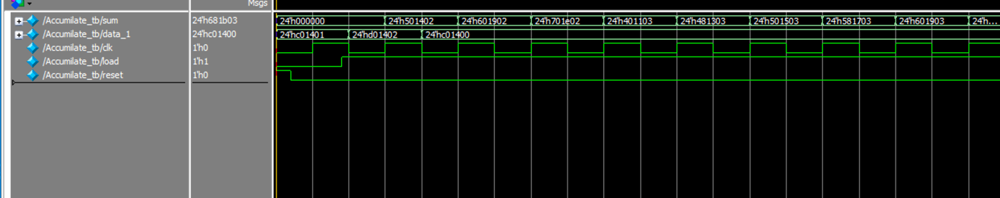 Msgs
/Accumilate_tb/sum 24'h681b03 24'h000000 24'h501402 24'h601902 24'h701e02 24'h401103 24'h481303 24'h501503 24'h581703 24'h601903 24'h...
/Accumilate_tb/data_1 24'hc01400 24'hc01401 24'hd01402 24'hc01400
/Accumilate_tb/clk 1'h0
/Accumilate_tb/load 1'h1
/Accumilate_tb/reset 1'h0